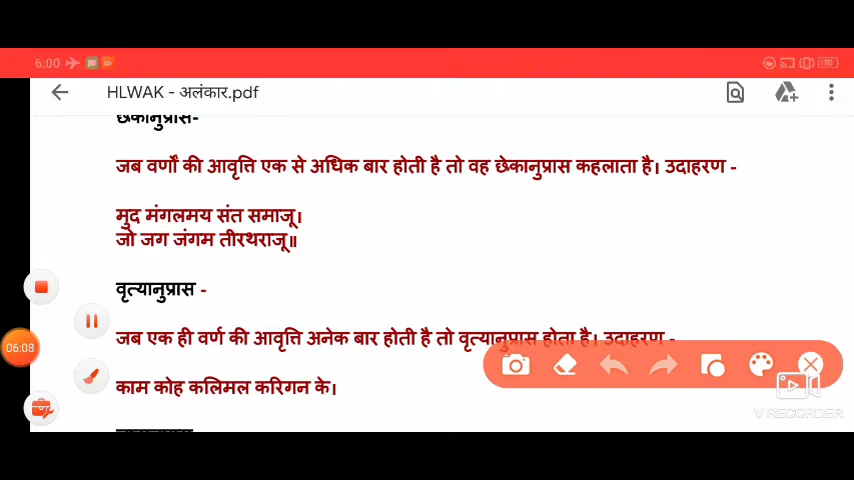 6:00
HLWAK - अलंकार.pdf
छेकानुप्रास-
जब वर्णों की आवृत्ति एक से अधिक बार होती है तो वह छेकानुप्रास कहलाता है। उदाहरण -
मुद मंगलमय संत समाजू।
जो जग जंगम तीरथराजू॥
वृत्यानुप्रास -
जब एक ही वर्ण की आवृत्ति अनेक बार होती है तो वृत्यानुप्रास होता है। उदाहरण -
06:08
काम कोह कलिमल करिगन के।
V RECORDER